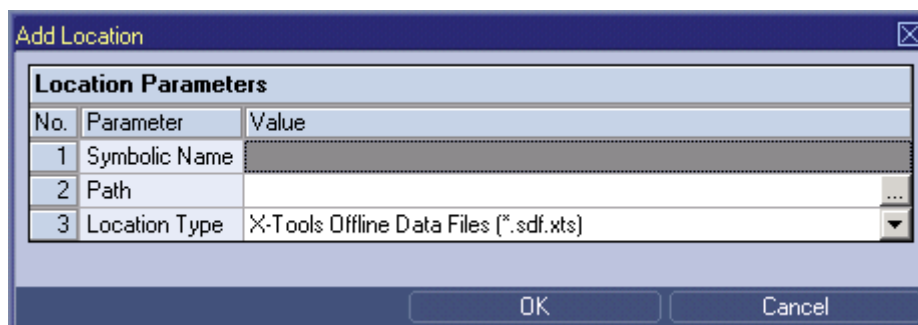 Add Location
Location Parameters
No. Parameter Value
1 Symbolic Name
2 Path ...
3 Location Type X-Tools Offline Data Files (*.sdf.xts)
OK Cancel